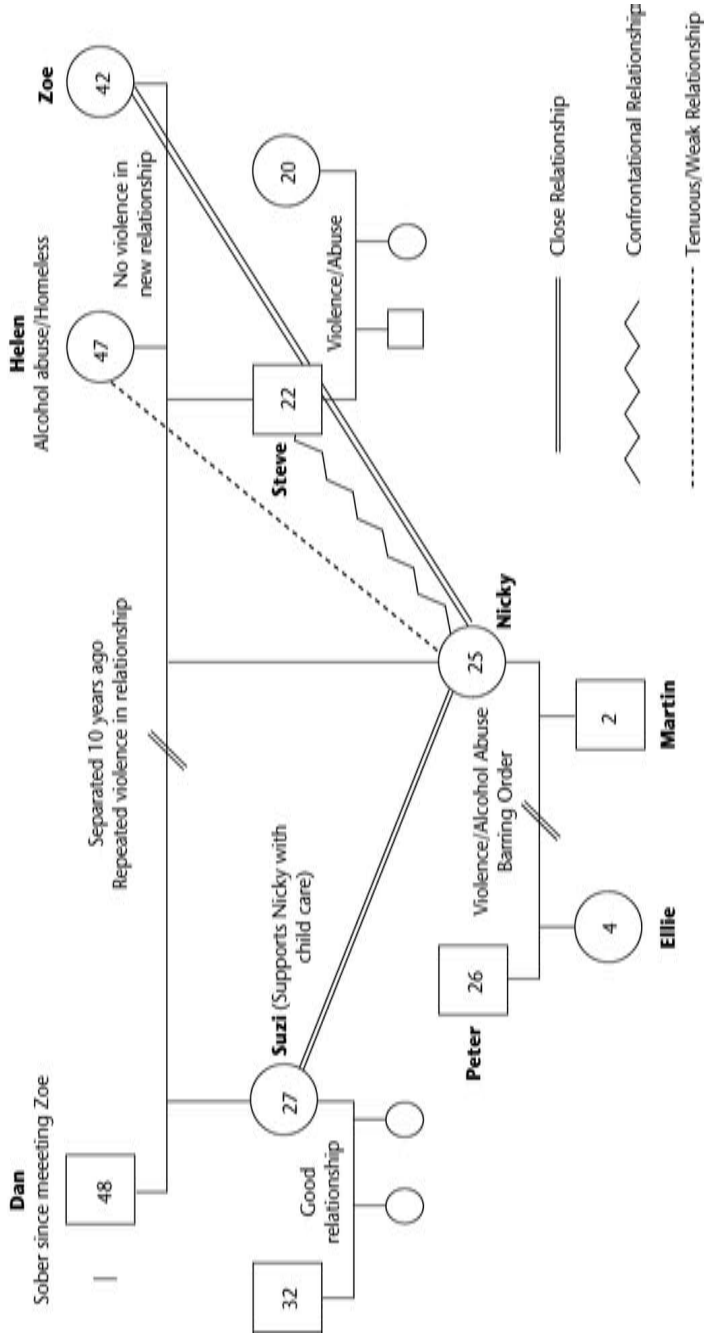 Dan
Sober since meeeting Zoe
48
Helen
Alcohol abuse/Homeless
47
Zoe
42
Separated 10 years ago
Repeated violence in relationship
No violence in
new relationship
32
Good
relationship
27
Suzi (Supports Nicky with
child care)
Steve
22
Violence/Abuse
20
Peter
26
Violence/Alcohol Abuse
Barring Order
25
Nicky
4
Ellie
2
Martin
Close Relationship
Confrontational Relationship
Tenuous/Weak Relationship